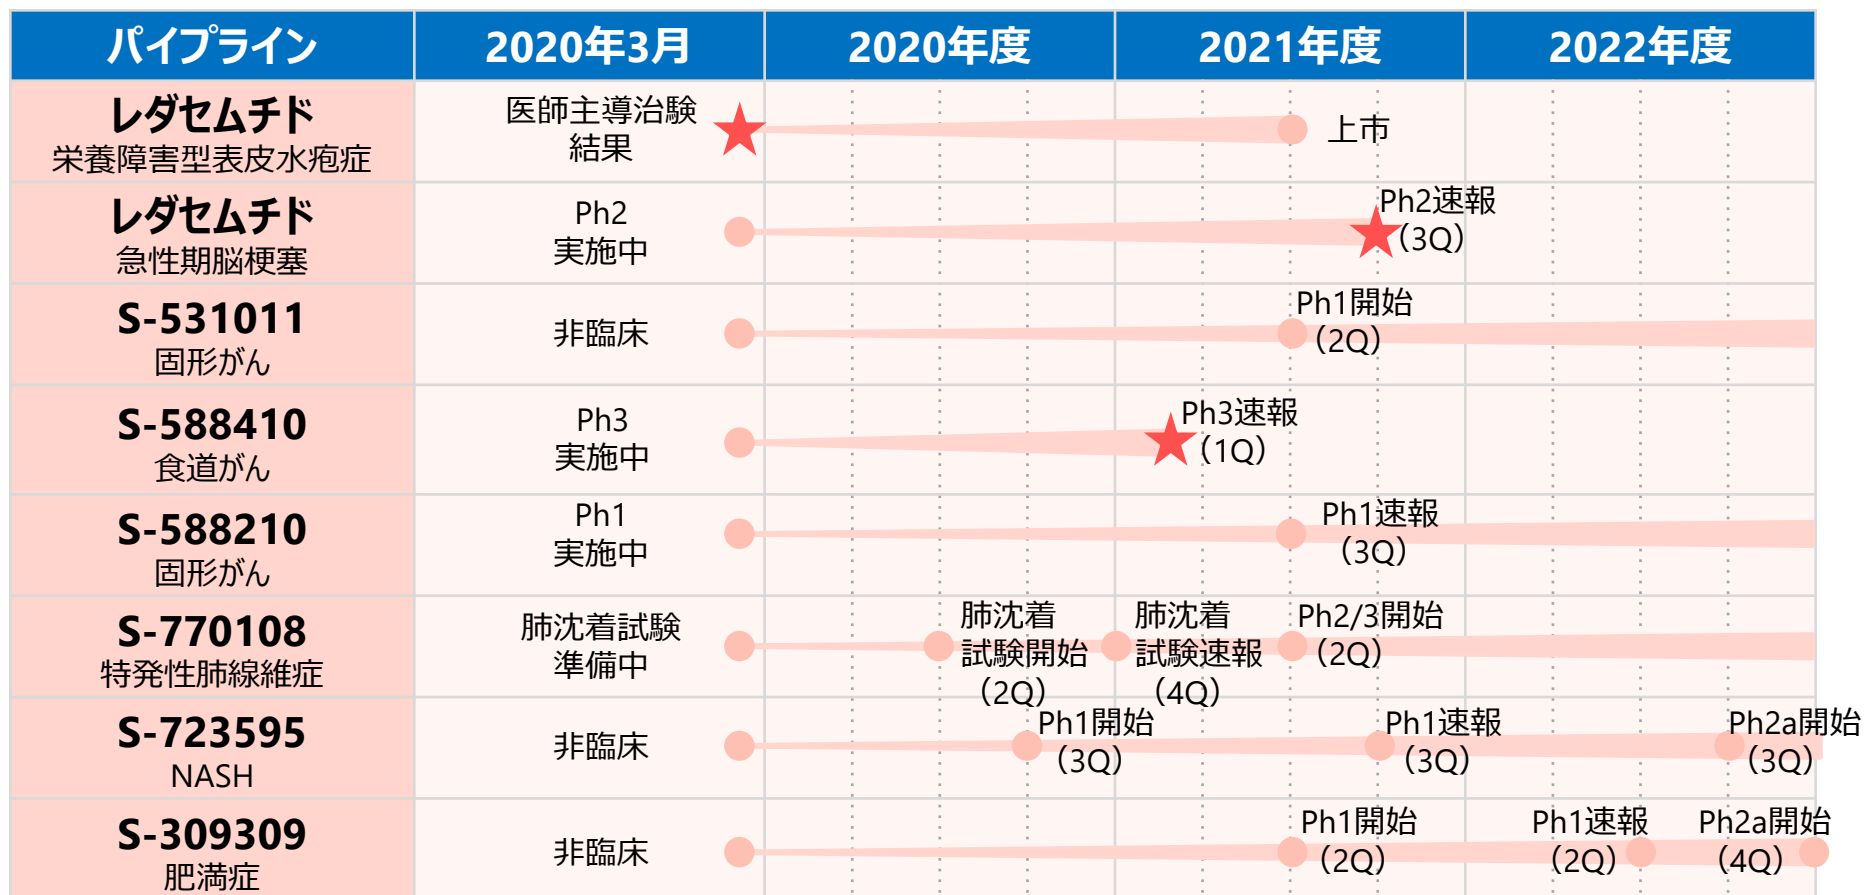 パイプライン
2020年3月
2020年度
2021年度
2022年度
レダセムチド
栄養障害型表皮水疱症
医師主導治験
結果
上市
レダセムチド
急性期脳梗塞
Ph2
実施中
Ph2速報
（3Q）
S-531011
固形がん
非臨床
Ph1開始
（2Q）
S-588410
食道がん
Ph3
実施中
Ph3速報
（1Q）
S-588210
固形がん
Ph1
実施中
Ph1速報
（3Q）
S-770108
特発性肺線維症
肺沈着試験
準備中
肺沈着
試験開始
（2Q）
肺沈着
試験速報
（4Q）
Ph2/3開始
（2Q）
S-723595
NASH
非臨床
Ph1開始
（3Q）
Ph1速報
（3Q）
Ph2a開始
（3Q）
S-309309
肥満症
非臨床
Ph1開始
（2Q）
Ph1速報
（2Q）
Ph2a開始
（4Q）